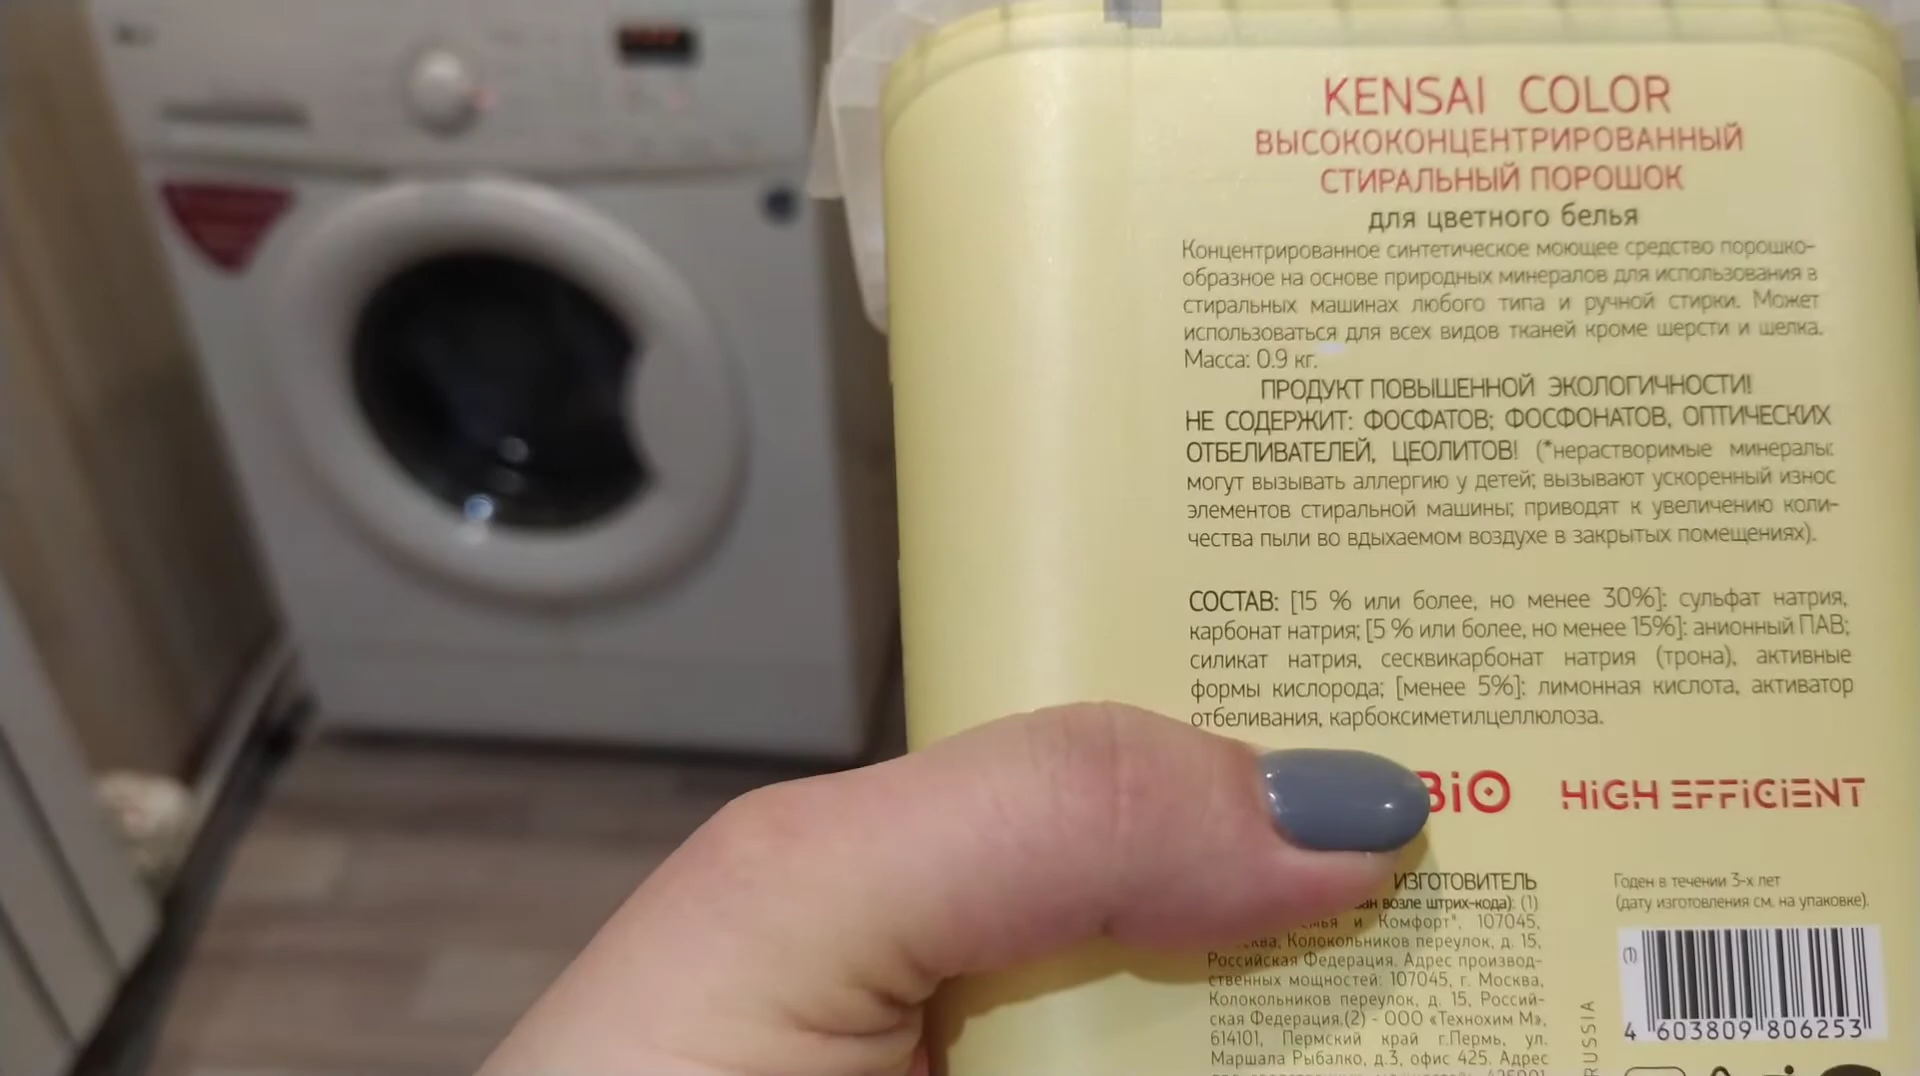 KENSAI COLOR
ВЫСОКОКОНЦЕНТРИРОВАННЫЙ
СТИРАЛЬНЫЙ ПОРОШОК
для цветного белья
Концентрированное синтетическое моющее средство порошко-
образное на основе природных минералов для использования в
стиральных машинах любого типа и ручной стирки. Может
использоваться для всех видов тканей кроме шерсти и шелка.
Масса: 0.9 кг.
ПРОДУКТ ПОВЫШЕННОЙ ЭКОЛОГИЧНОСТИ!
НЕ СОДЕРЖИТ: ФОСФАТОВ; ФОСФОНАТОВ, ОПТИЧЕСКИХ
ОТБЕЛИВАТЕЛЕЙ, ЦЕОЛИТОВ! (*нерастворимые минералы:
могут вызывать аллергию у детей; вызывают ускоренный износ
элементов стиральной машины; приводят к увеличению коли-
чества пыли во вдыхаемом воздухе в закрытых помещениях).
СОСТАВ: [15 % или более, но менее 30%]: сульфат натрия,
карбонат натрия; [5 % или более, но менее 15%]: анионный ПАВ;
силикат натрия, сесквикарбонат натрия (трона), активные
формы кислорода; [менее 5%]: лимонная кислота, активатор
отбеливания, карбоксиметилцеллюлоза.
BiO HiGH EFFiCiENT
ИЗГОТОВИТЕЛЬ
возле штрих-кода): (1)
и Комфорт", 107045,
Колокольников переулок, д. 15,
Российская Федерация. Адрес производ-
ственных мощностей: 107045, г. Москва,
Колокольников переулок, д. 15, Россий-
ская Федерация.(2) - ООО «Технохим М»,
614101, Пермский край г.Пермь, ул.
Маршала Рыбалко, д.3, офис 425. Адрес
Годен в течении 3-х лет
(дату изготовления см. на упаковке).
(1)
4 603809 806253
RUSSIA